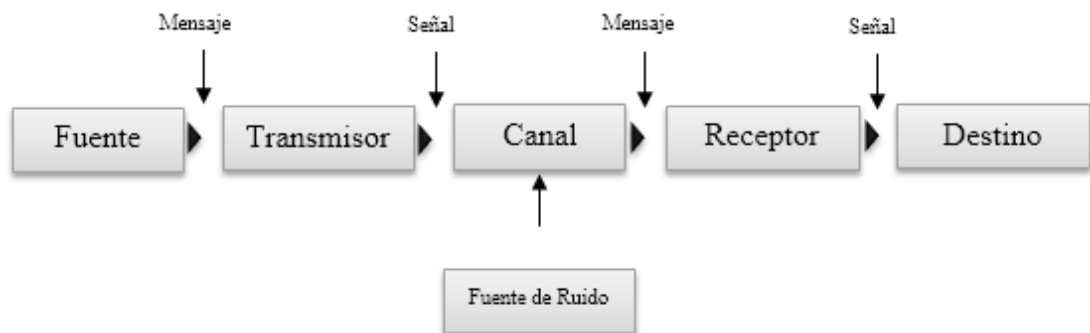 Mensaje
Señal
Mensaje
Señal
Fuente
Transmisor
Canal
Receptor
Destino
Fuente de Ruido